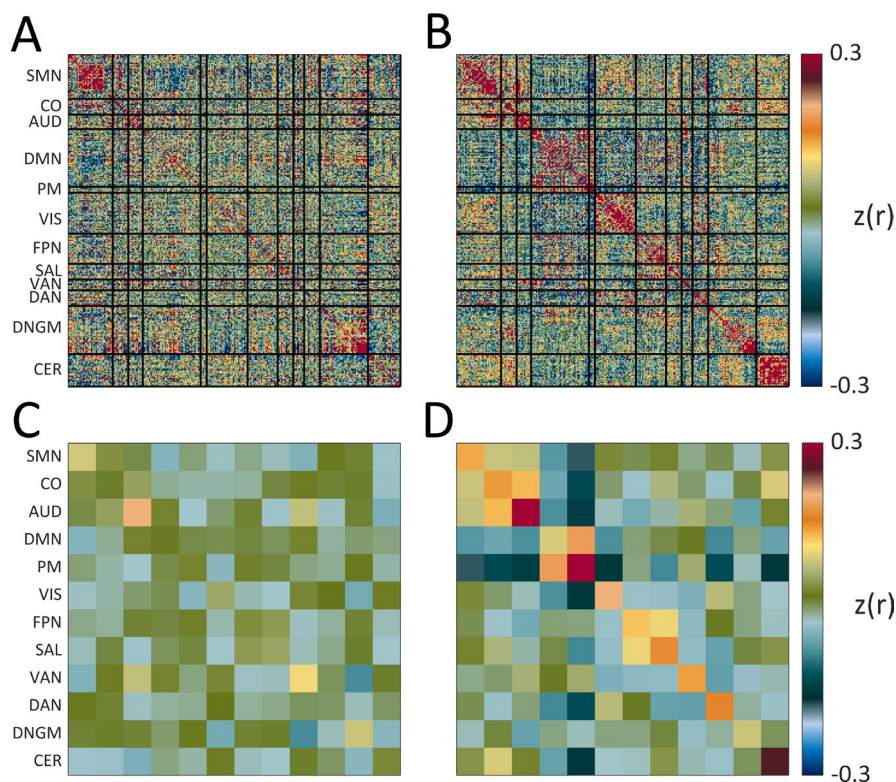 A
B
SMN
CO
AUD
DMN
PM
VIS
FPN
SAL
VAN
DAN
DNGM
CER
0.3
z(r)
-0.3
C
D
SMN
CO
AUD
DMN
PM
VIS
FPN
SAL
VAN
DAN
DNGM
CER
0.3
z(r)
-0.3